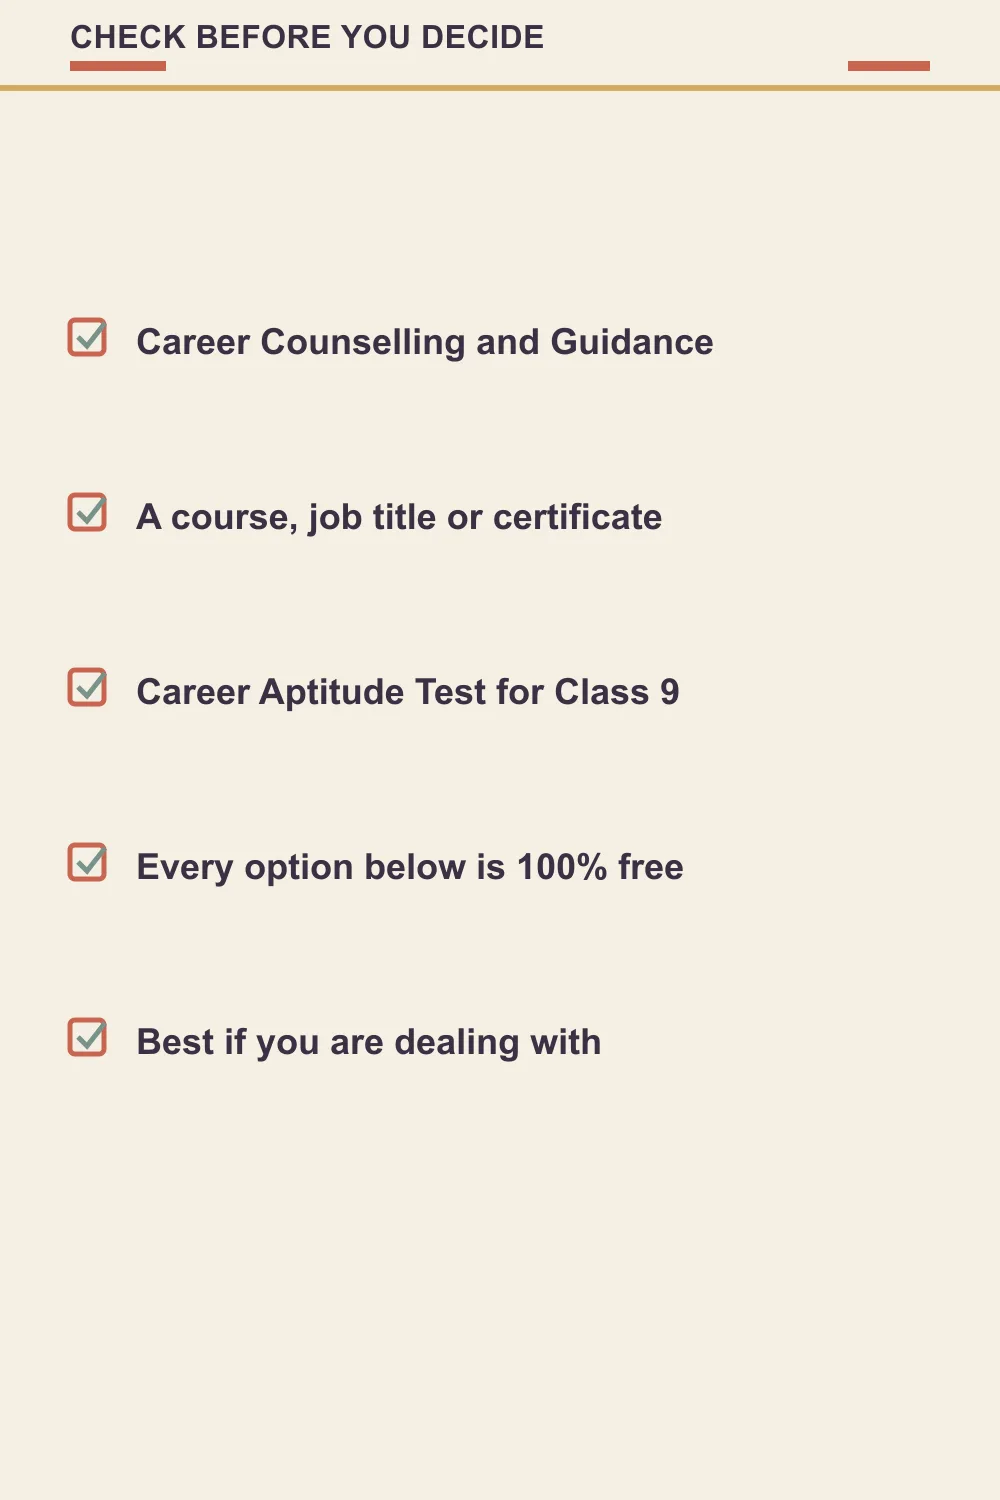 CHECK BEFORE YOU DECIDE
Career Counselling and Guidance
A course, job title or certificate
Career Aptitude Test for Class 9
Every option below is 100% free
Best if you are dealing with